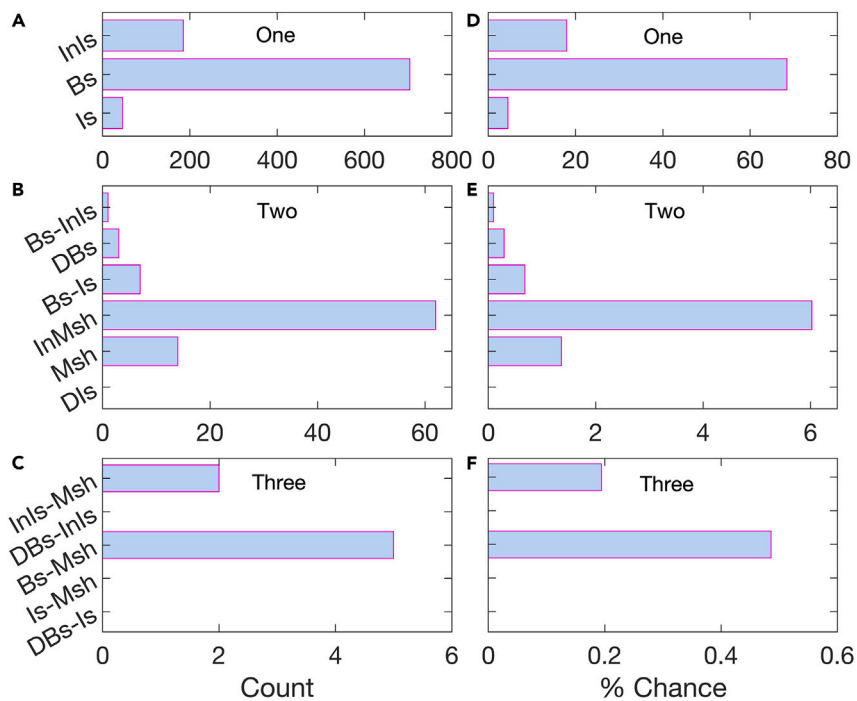 A
D
InIs
One
One
Bs
Is
0 200 400 600 800
0 20 40 60 80
B
E
Bs-InIs
Two
Two
DBs
Bs-Is
InMsh
Msh
DIs
0 20 40 60
0 2 4 6
C
F
InIs-Msh
Three
Three
DBs-InIs
Bs-Msh
Is-Msh
DBs-Is
0 2 4 6
0 0.2 0.4 0.6
Count
% Chance